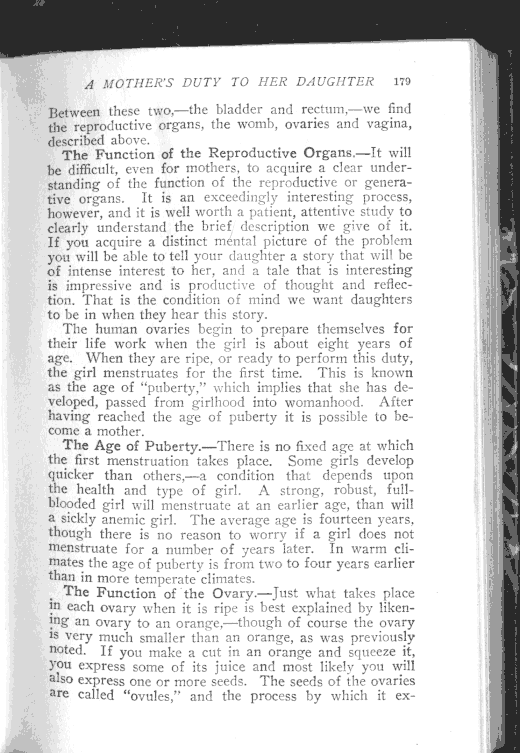 A MOTHER'S DUTY TO HER DAUGHTER 179
Between these two,—the bladder and rectum,—we find
the reproductive organs, the womb, ovaries and vagina,
described above.
The Function of the Reproductive Organs.—It will
be difficult, even for mothers, to acquire a clear under-
standing of the function of the reproductive or genera-
tive organs. It is an exceedingly interesting process,
however, and it is well worth a patient, attentive study to
clearly understand the brief description we give of it.
If you acquire a distinct mental picture of the problem
you will be able to tell your daughter a story that will be
of intense interest to her, and a tale that is interesting
is impressive and is productive of thought and reflec-
tion. That is the condition of mind we want daughters
to be in when they hear this story.
The human ovaries begin to prepare themselves for
their life work when the girl is about eight years of
age. When they are ripe, or ready to perform this duty,
the girl menstruates for the first time. This is known
as the age of "puberty," which implies that she has de-
veloped, passed from girlhood into womanhood. After
having reached the age of puberty it is possible to be-
come a mother.
The Age of Puberty.—There is no fixed age at which
the first menstruation takes place. Some girls develop
quicker than others,—a condition that depends upon
the health and type of girl. A strong, robust, full-
blooded girl will menstruate at an earlier age, than will
a sickly anemic girl. The average age is fourteen years,
though there is no reason to worry if a girl does not
menstruate for a number of years later. In warm cli-
mates the age of puberty is from two to four years earlier
than in more temperate climates.
The Function of the Ovary.—Just what takes place
in each ovary when it is ripe is best explained by liken-
ing an ovary to an orange,—though of course the ovary
is very much smaller than an orange, as was previously
noted. If you make a cut in an orange and squeeze it,
you express some of its juice and most likely you will
also express one or more seeds. The seeds of the ovaries
are called "ovules," and the process by which it ex-